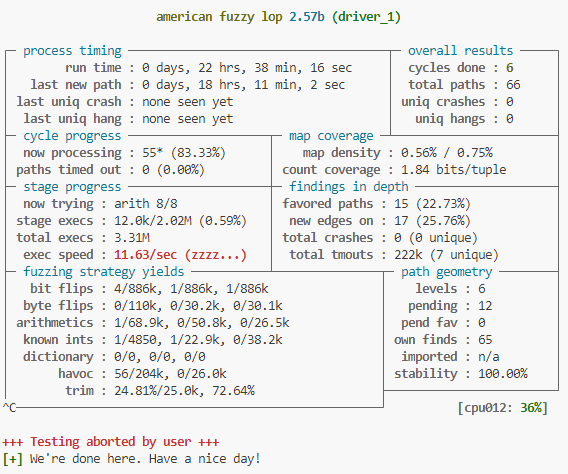 american fuzzy lop 2.57b (driver_1)
process timing
overall results
run time : 0 days, 22 hrs, 38 min, 16 sec
cycles done : 6
last new path : 0 days, 18 hrs, 11 min, 2 sec
total paths : 66
last uniq crash : none seen yet
uniq crashes : 0
last uniq hang : none seen yet
uniq hangs : 0
cycle progress
map coverage
now processing : 55* (83.33%)
map density : 0.56% / 0.75%
paths timed out : 0 (0.00%)
count coverage : 1.84 bits/tuple
stage progress
findings in depth
now trying : arith 8/8
favored paths : 15 (22.73%)
stage execs : 12.0k/2.02M (0.59%)
new edges on : 17 (25.76%)
total execs : 3.31M
total crashes : 0 (0 unique)
exec speed : 11.63/sec (zzzz...)
total tmouts : 222k (7 unique)
fuzzing strategy yields
path geometry
bit flips : 4/886k, 1/886k, 1/886k
levels : 6
byte flips : 0/110k, 0/30.2k, 0/30.1k
pending : 12
arithmetics : 1/68.9k, 0/50.8k, 0/26.5k
pend fav : 0
known ints : 1/4850, 1/22.9k, 0/38.2k
own finds : 65
dictionary : 0/0, 0/0, 0/0
imported : n/a
havoc : 56/204k, 0/26.0k
stability : 100.00%
trim : 24.81%/25.0k, 72.64%
^C
[cpu012: 36%]
+++ Testing aborted by user +++
[+] We're done here. Have a nice day!